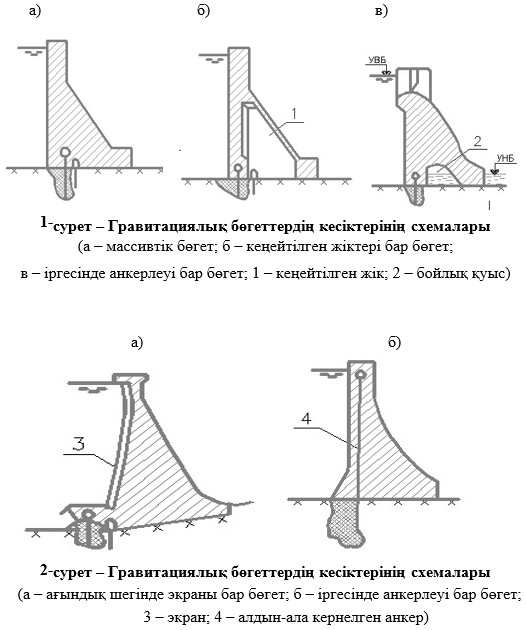 а)
б)
в)
УВБ
УНБ
1
2
1-сурет – Гравитациялық бөгеттердің кесіктерінің схемалары
(а – массивтік бөгет; б – кеңейтілген жіктері бар бөгет;
в – іргесінде анкерлеуі бар бөгет; 1 – кеңейтілген жік; 2 – бойлық қуыс)
а)
б)
3
4
2-сурет – Гравитациялық бөгеттердің кесіктерінің схемалары
(а – ағындық шегінде экраны бар бөгет; б – іргесінде анкерлеуі бар бөгет;
3 – экран; 4 – алдын-ала кернелген анкер)